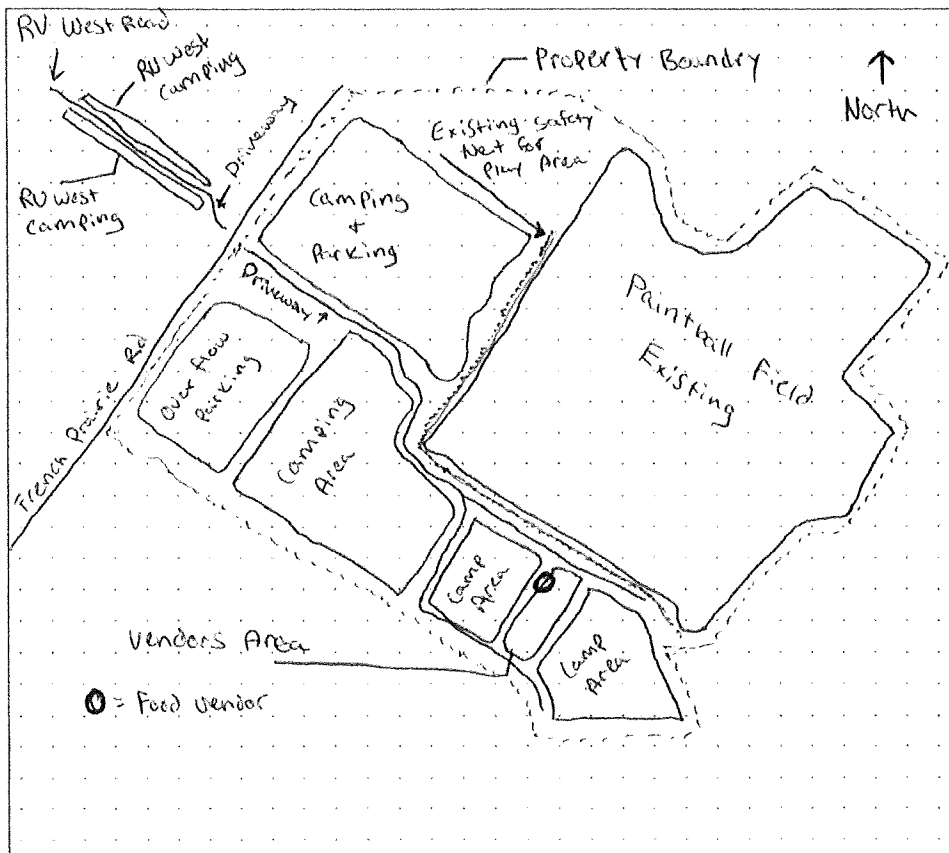 RV West Road
RV West
Camping
Property Boundry
North
Driveway
Existing Safety
Net for
Play Area
RV West
Camping
Camping
+
Parking
Driveway
Paintball Field
Existing
Over flow
Parking
Camping
Area
French Prairie Rd
Camp
Area
Vendors Area
Camp
Area
= Food Vendor